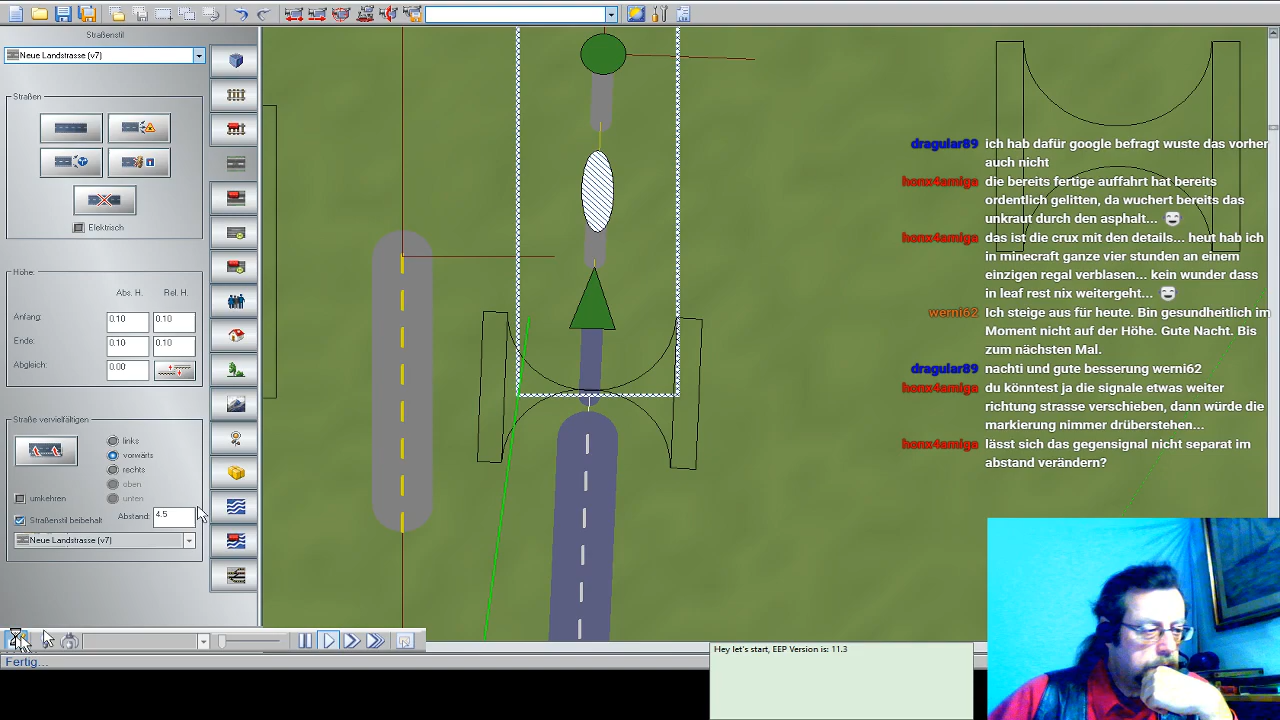 Straßenstil
Neue Landstrasse (v7)
Straßen
Elektrisch
Höhe:
Abs. H.
Rel. H.
Anfang:
0.10
0.10
Ende:
0.10
0.10
Abgleich:
0.00
Straße vervielfältigen
links
vorwärts
rechts
oben
unten
umkehren
Straßenstil beibehalt
Abstand:
4.5
Neue Landstrasse (v7)
Fertig...
dragular89 ich hab dafür google befragt wuste das vorher
auch nicht
honx4amiga die bereits fertige auffahrt hat bereits
ordentlich gelitten, da wuchert bereits das
unkraut durch den asphalt...
honx4amiga das ist die crux mit den details... heut hab ich
in minecraft ganze vier stunden an einem
einzigen regal verblasen... kein wunder dass
in leaf rest nix weitergeht...
werni62 Ich steige aus für heute. Bin gesundheitlich im
Moment nicht auf der Höhe. Gute Nacht. Bis
zum nächsten Mal.
dragular89 nachti und gute besserung werni62
honx4amiga du könntest ja die signale etwas weiter
richtung strasse verschieben, dann würde die
markierung nimmer drüberstehen...
honx4amiga lässt sich das gegensignal nicht separat im
abstand verändern?
Hey let's start, EEP Version is: 11.3